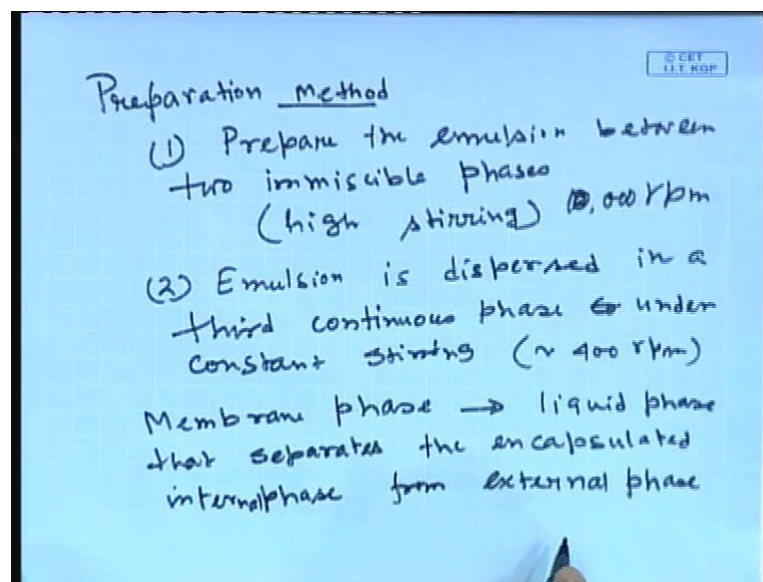 © CET
I.I.T. KGP
Preparation Method
(1) Prepare the emulsion between
two immiscible phases
(high stirring) 10,000 rpm
(2) Emulsion is dispersed in a
third continuous phase under
constant stirring (~ 400 rpm)
Membrane phase → liquid phase
that separates the encapsulated
internal phase from external phase